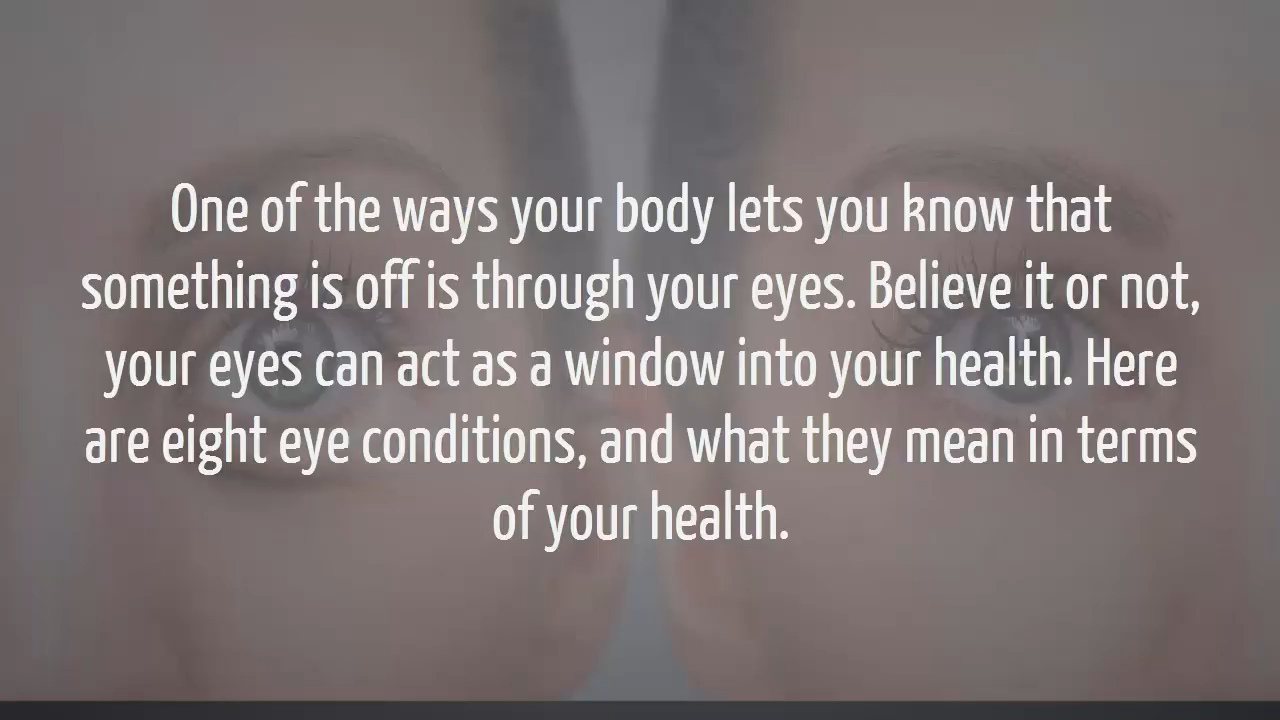 One of the ways your body lets you know that
something is off is through your eyes. Believe it or not,
your eyes can act as a window into your health. Here
are eight eye conditions, and what they mean in terms
of your health.